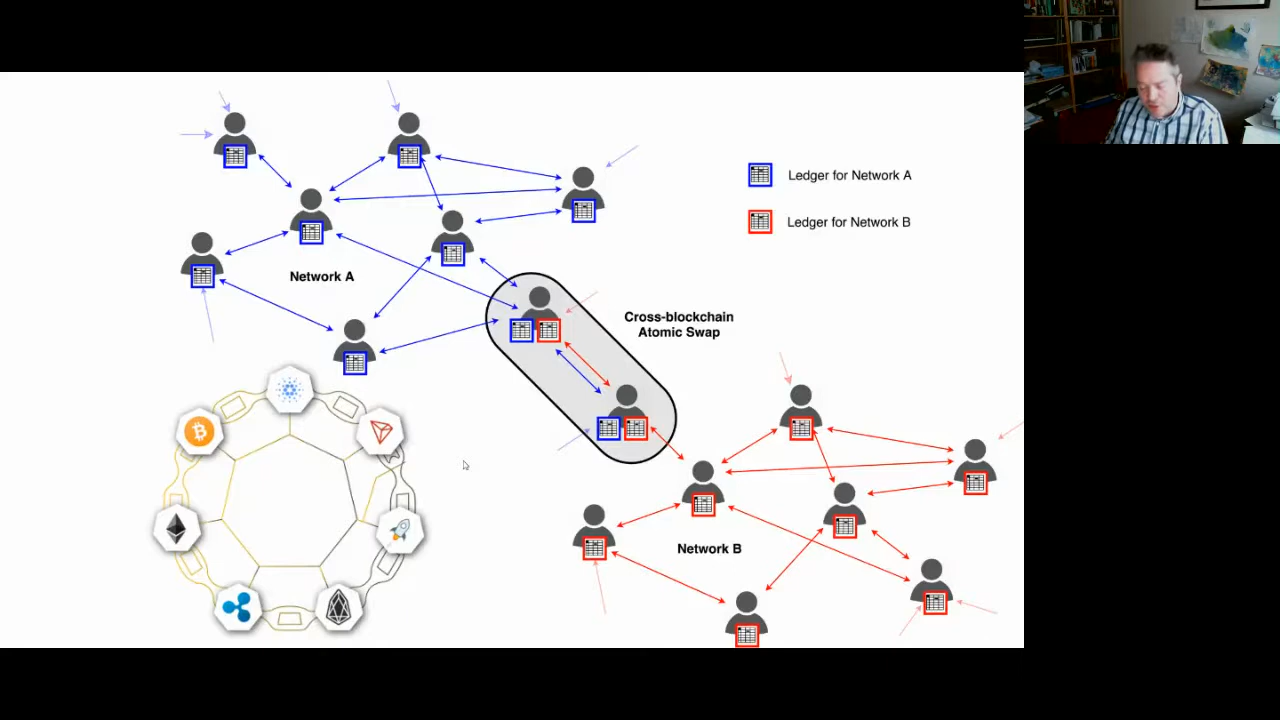 Ledger for Network A
Ledger for Network B
Network A
Cross-blockchain
Atomic Swap
Network B